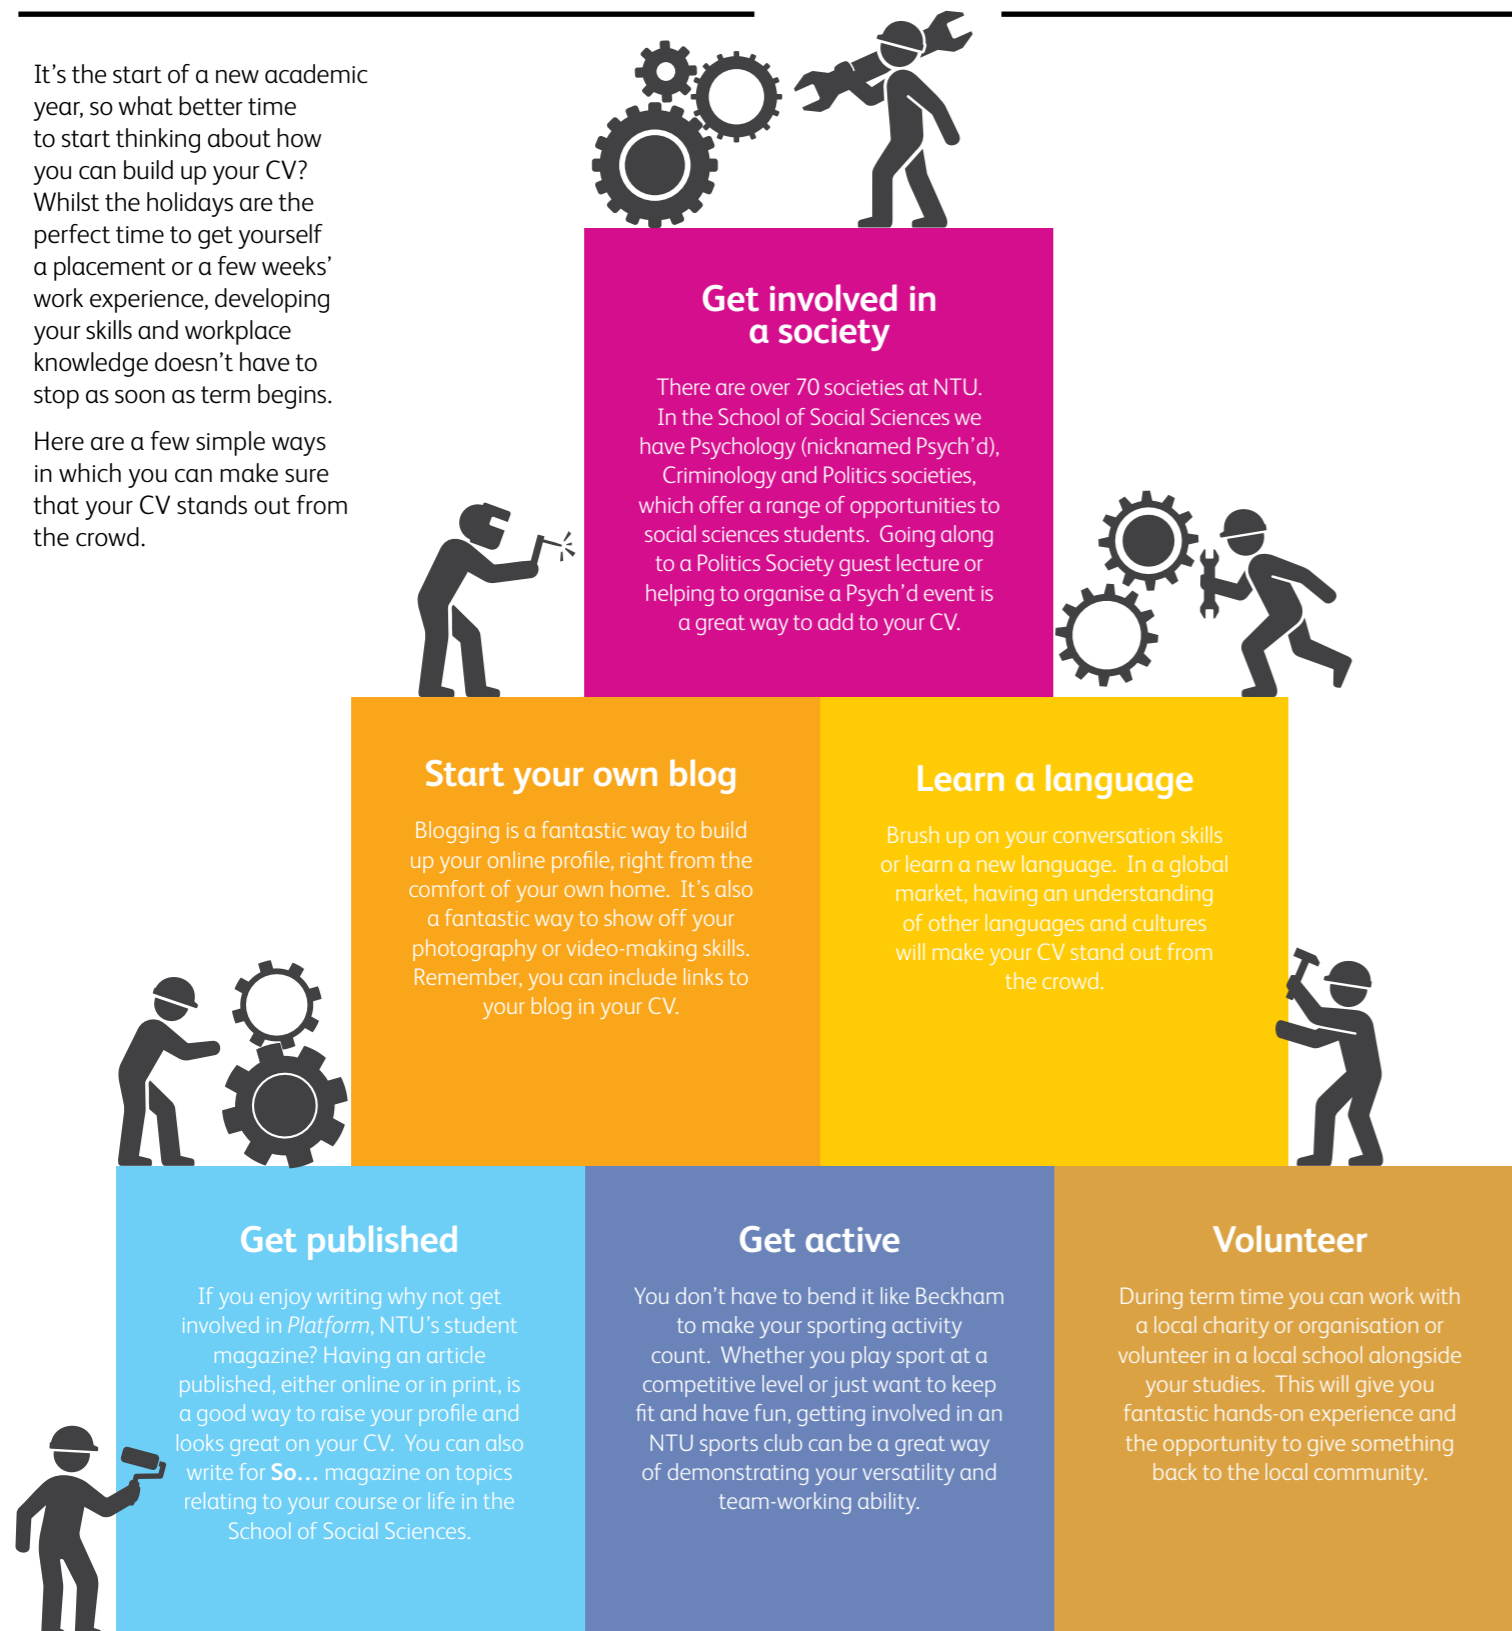 It's the start of a new academic
year, so what better time
to start thinking about how
you can build up your CV?
Whilst the holidays are the
perfect time to get yourself
a placement or a few weeks'
work experience, developing
your skills and workplace
knowledge doesn't have to
stop as soon as term begins.
Here are a few simple ways
in which you can make sure
that your CV stands out from
the crowd.
Get involved in
a society
There are over 70 societies at NTU.
In the School of Social Sciences we
have Psychology (nicknamed Psych'd),
Criminology and Politics societies,
which offer a range of opportunities to
social sciences students.  Going along
to a Politics Society guest lecture or
helping to organise a Psych'd event is
a great way to add to your CV.
Start your own blog
Blogging is a fantastic way to build
up your online profile, right from the
comfort of your own home.  It's also
a fantastic way to show off your
photography or video-making skills.
Remember, you can include links to
your blog in your CV.
Learn a language
Brush up on your conversation skills
or learn a new language.  In a global
market, having an understanding
of other languages and cultures
will make your CV stand out from
the crowd.
Get published
If you enjoy writing why not get
involved in Platform, NTU's student
magazine? Having an article
published, either online or in print, is
a good way to raise your profile and
looks great on your CV.  You can also
write for So... magazine on topics
relating to your course or life in the
School of Social Sciences.
Get active
You don't have to bend it like Beckham
to make your sporting activity
count.  Whether you play sport at a
competitive level or just want to keep
fit and have fun, getting involved in an
NTU sports club can be a great way
of demonstrating your versatility and
team-working ability.
Volunteer
During term time you can work with
a local charity or organisation or
volunteer in a local school alongside
your studies.  This will give you
fantastic hands-on experience and
the opportunity to give something
back to the local community.